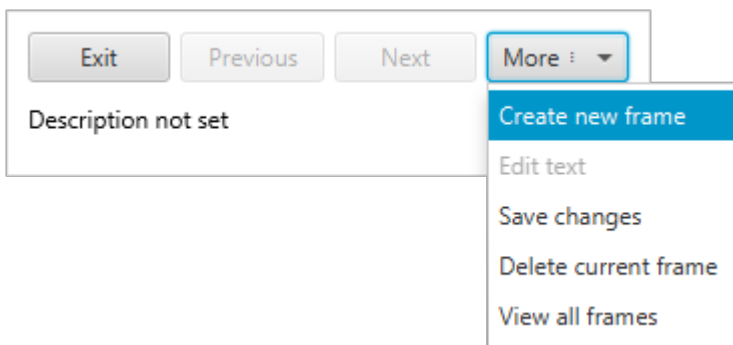 Exit Previous Next More
Description not set
Create new frame
Edit text
Save changes
Delete current frame
View all frames